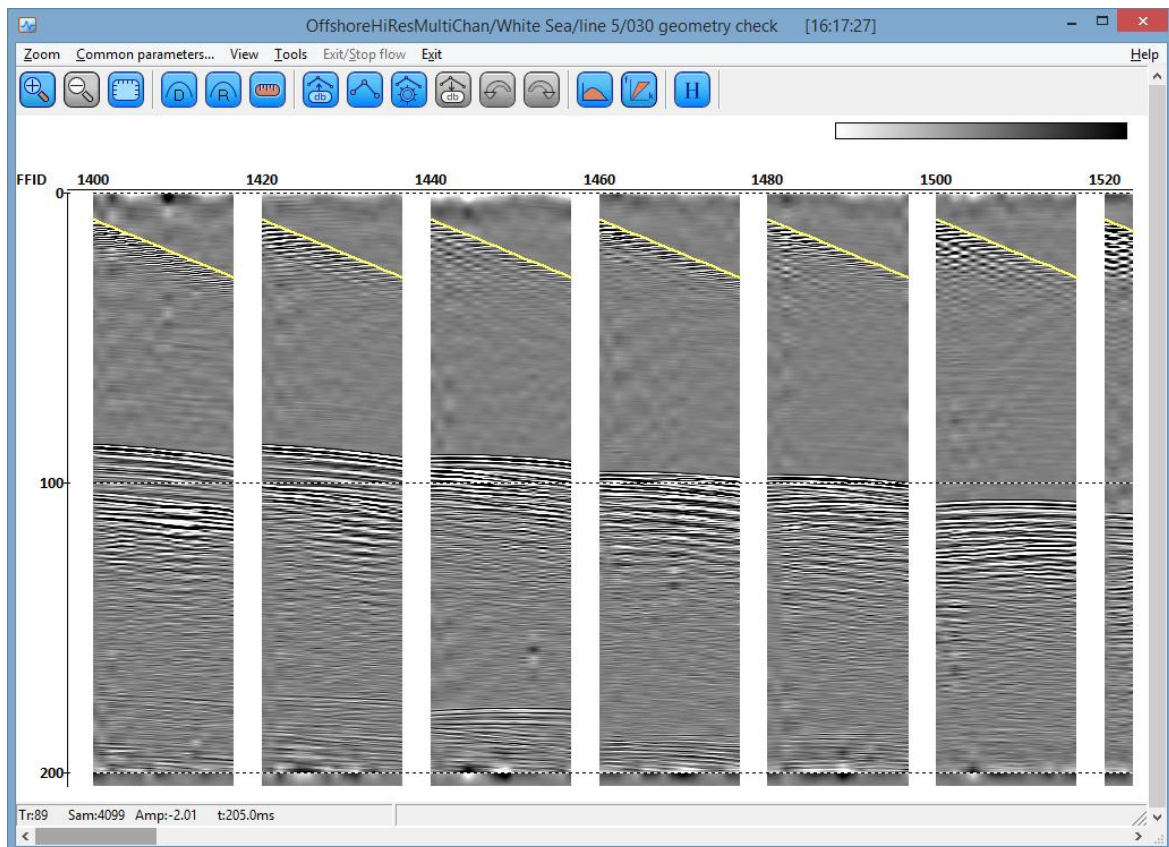 OffshoreHiResMultiChan/White Sea/line 5/030 geometry check [16:17:27]
Zoom Common parameters... View Tools Exit/Stop flow Exit Help
D R db db f k H
FFID 1400 1420 1440 1460 1480 1500 1520
0
100
200
Tr:89 Sam:4099 Amp:-2.01 t:205.0ms